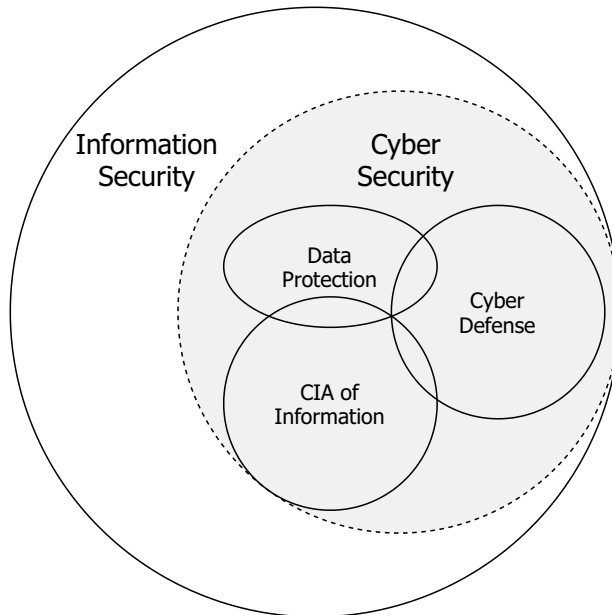 Information
Security
Cyber
Security
Data
Protection
Cyber
Defense
CIA of
Information